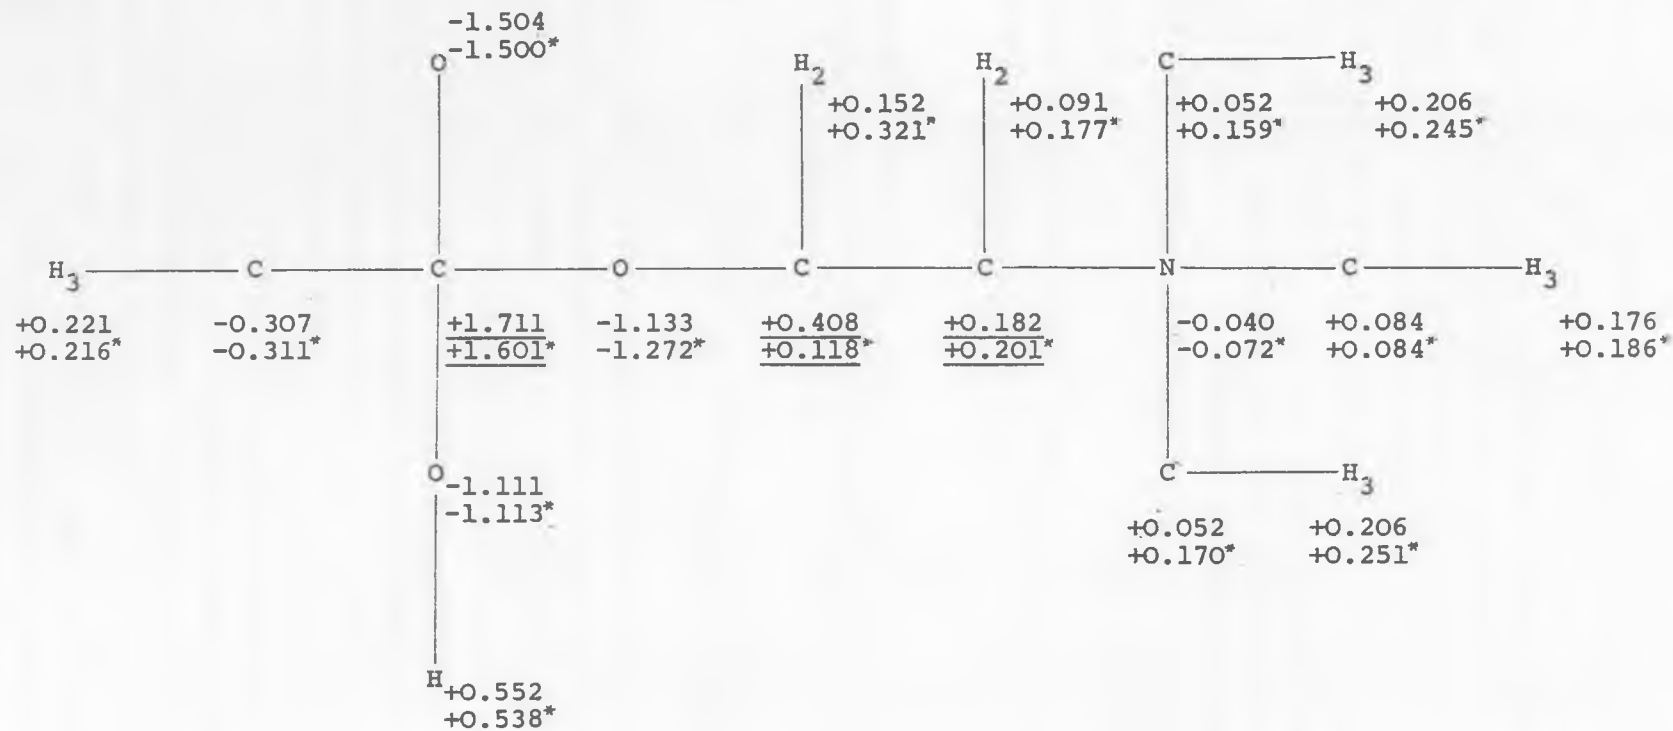 -1.504
O -1.500*
H2 H2 C H3
+0.152 +0.091 +0.052 +0.206
+0.321* +0.177* +0.159* +0.245*
H3 C C O C C N C H3
+0.221 -0.307 +1.711 -1.133 +0.408 +0.182 -0.040 +0.084 +0.176
+0.216* -0.311* +1.601* -1.272* +0.118* +0.201* -0.072* +0.084* +0.186*
O -1.111 C H3
-1.113*
+0.052 +0.206
+0.170* +0.251*
H +0.552
+0.538*